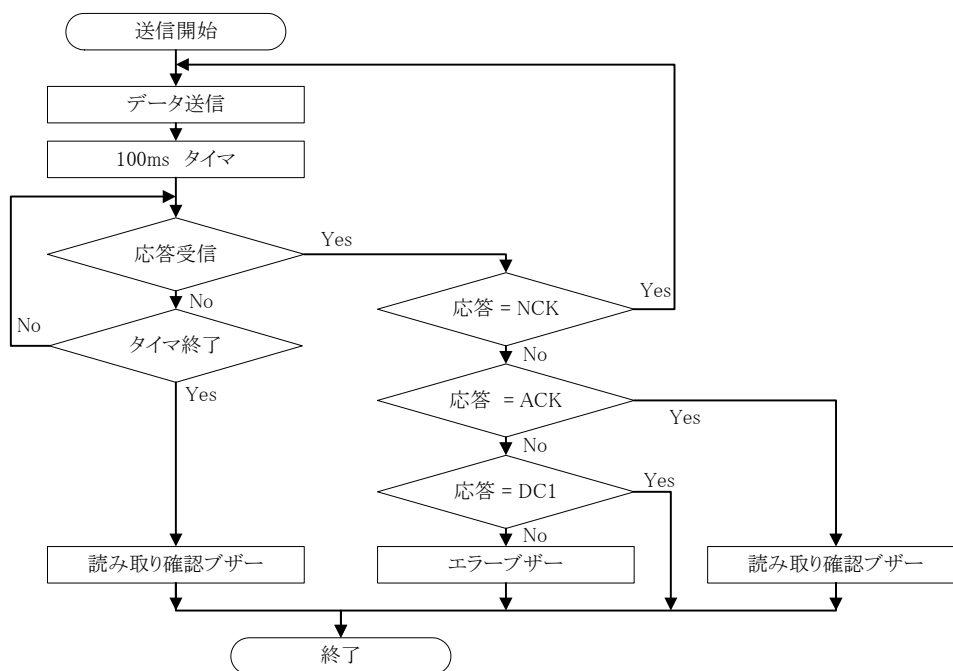 送信開始
データ送信
100ms タイマ
応答受信
Yes
No
応答 = NCK
Yes
No
タイマ終了
No
Yes
応答 = ACK
Yes
No
応答 = DC1
Yes
No
読み取り確認ブザー
エラーブザー
読み取り確認ブザー
終了